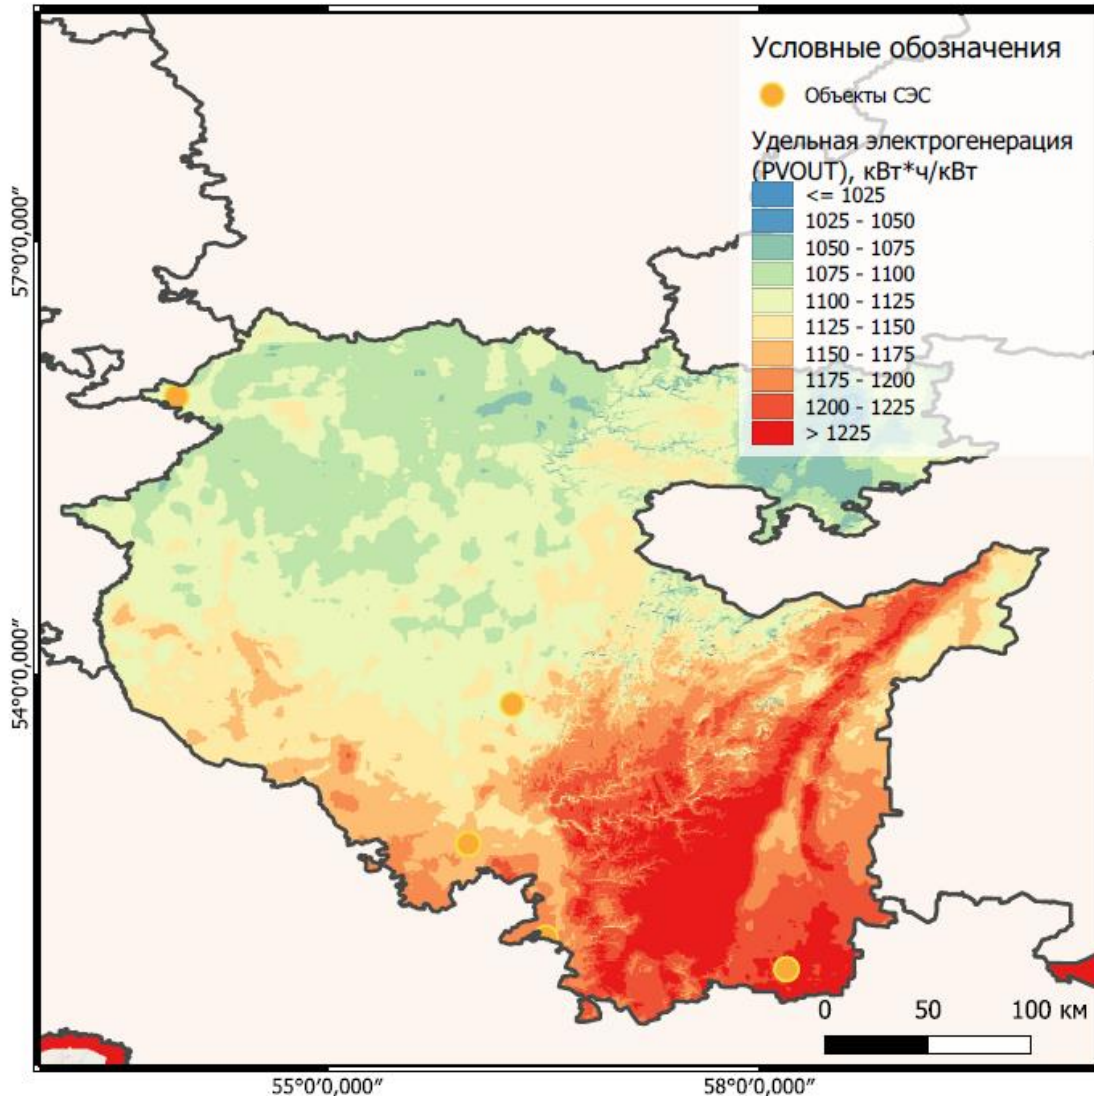 Условные обозначения
Объекты СЭС
Удельная электрогенерация
(PVOUT), кВт*ч/кВт
<= 1025
1025 - 1050
1050 - 1075
1075 - 1100
1100 - 1125
1125 - 1150
1150 - 1175
1175 - 1200
1200 - 1225
> 1225
57°0′0,000″
54°0′0,000″
0 50 100 км
55°0′0,000″ 58°0′0,000″